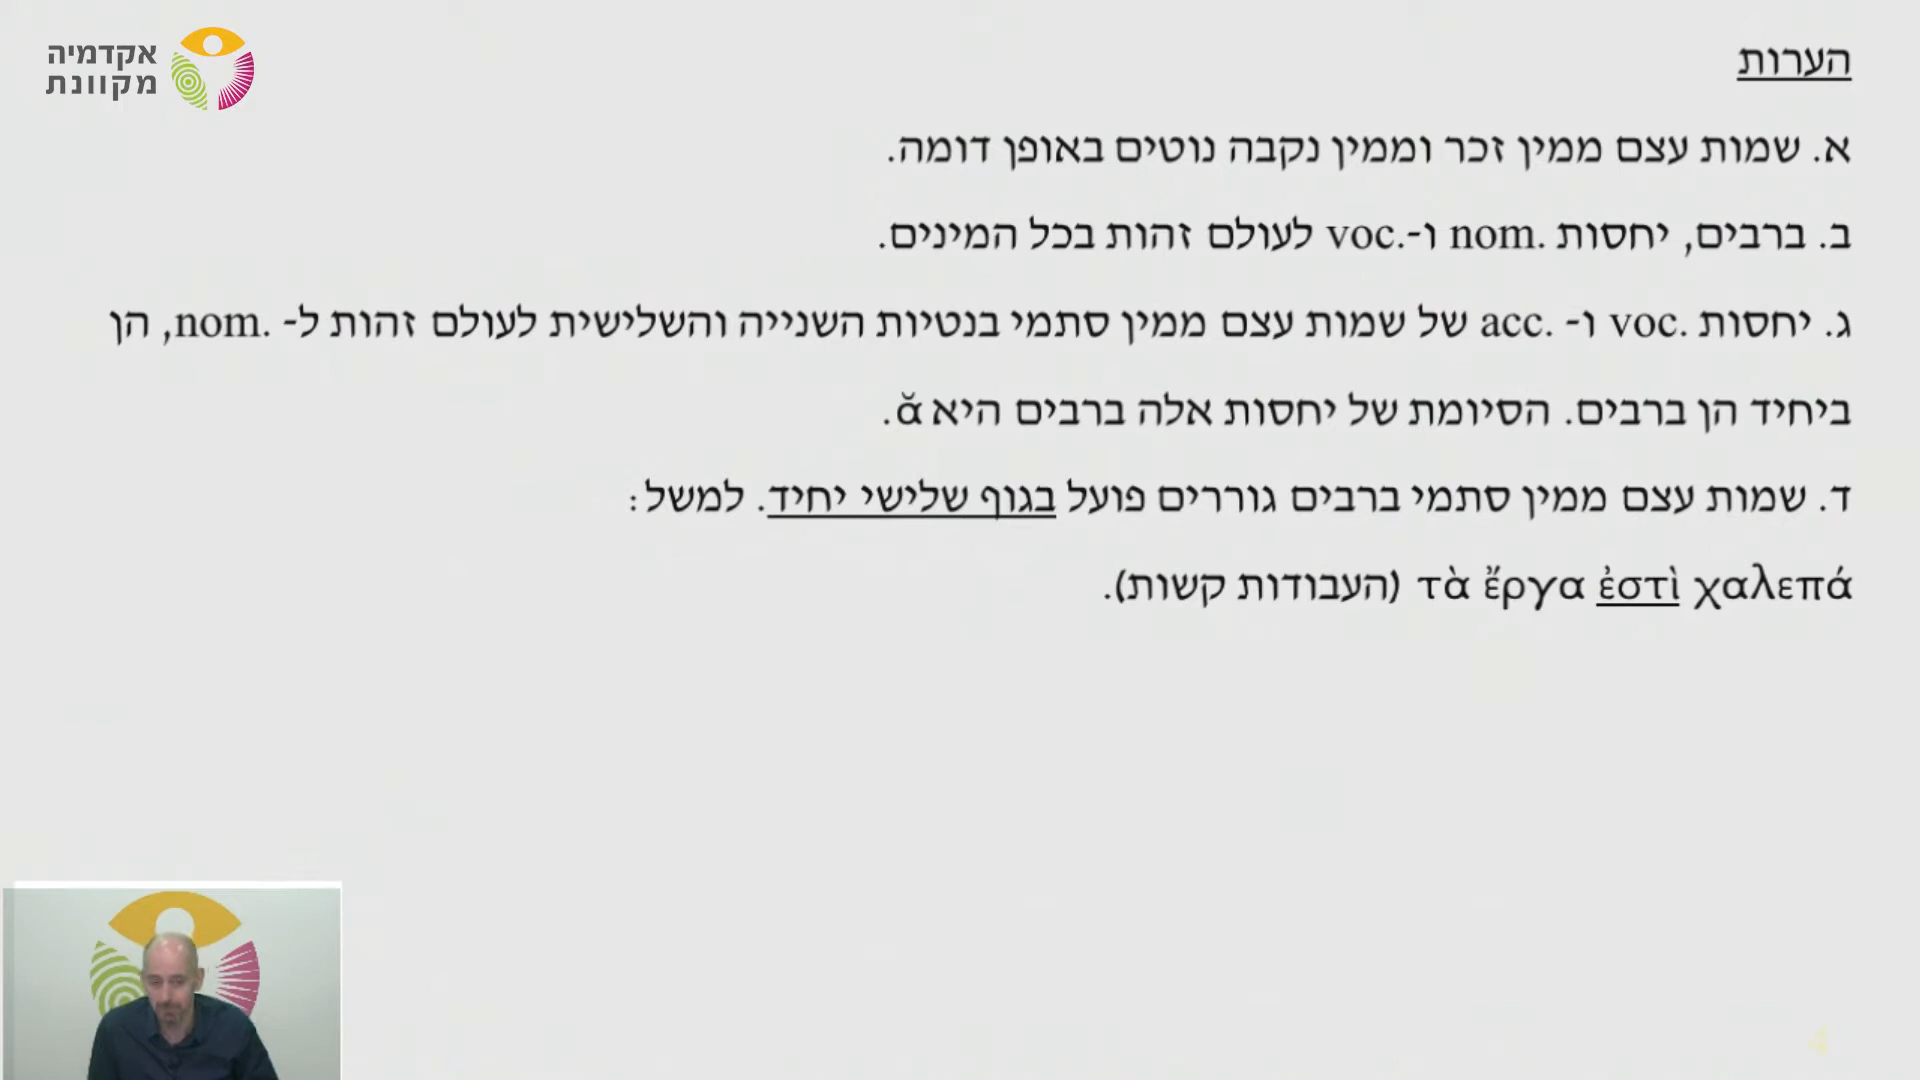 אקדמיה
מקוונת
הערות
א. שמות עצם ממין זכר וממין נקבה נוטים באופן דומה.
ב. ברבים, יחסות nom. ו-voc. לעולם זהות בכל המינים.
ג. יחסות voc. ו- acc. של שמות עצם ממין סתמי בנטיות השנייה והשלישית לעולם זהות ל- nom., הן
ביחיד הן ברבים. הסיומת של יחסות אלה ברבים היא ᾰ.
ד. שמות עצם ממין סתמי ברבים גוררים פועל בגוף שלישי יחיד. למשל:
τὰ ἔργα ἐστὶ χαλεπά (העבודות קשות).
4